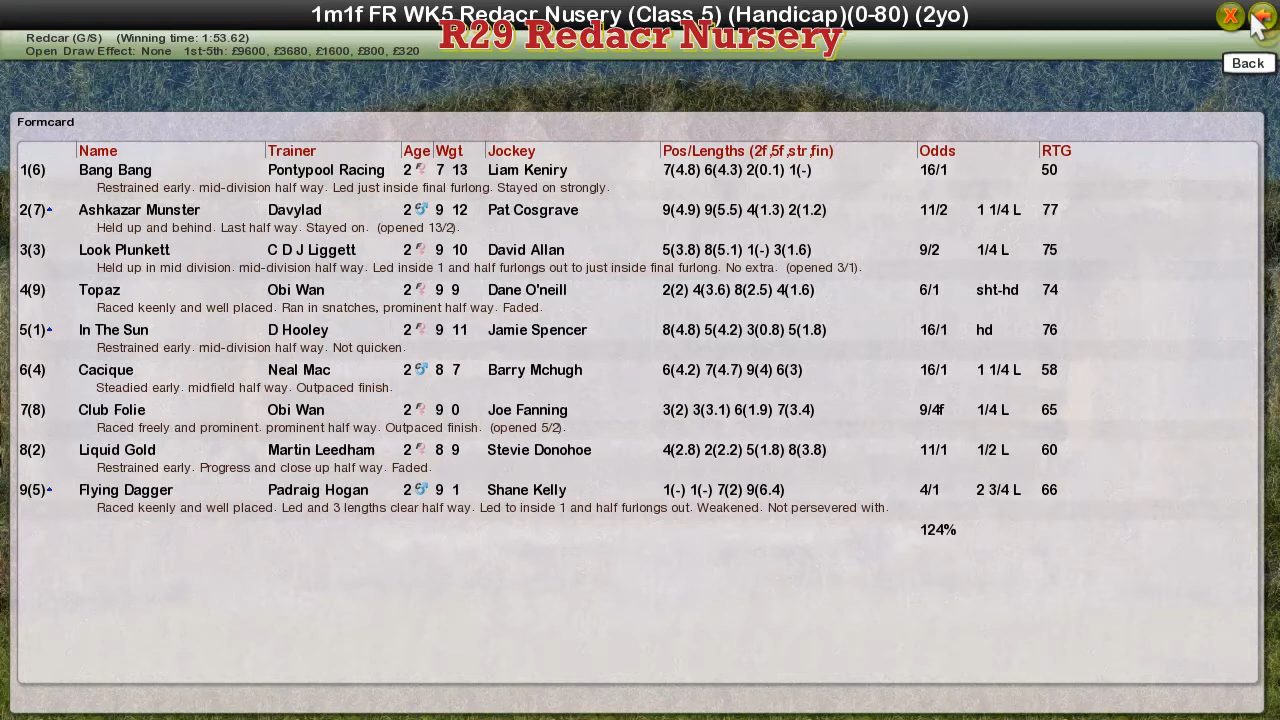 1m1f FR WK5 Redacr Nusery (Class 5) (Handicap)(0-80) (2yo)
R29 Redacr Nursery
Redcar (G/S) (Winning time: 1:53.62)
Open Draw Effect: None 1st-5th: £9600, £3680, £1600, £800, £320
X
Back
Formcard
Name Trainer Age Wgt Jockey Pos/Lengths (2f,5f,str,fin) Odds RTG
1(6) Bang Bang Pontypool Racing 2 7 13 Liam Keniry 7(4.8) 6(4.3) 2(0.1) 1(-) 16/1 50
Restrained early. mid-division half way. Led just inside final furlong. Stayed on strongly.
2(7) Ashkazar Munster Davylad 2 9 12 Pat Cosgrave 9(4.9) 9(5.5) 4(1.3) 2(1.2) 11/2 1 1/4 L 77
Held up and behind. Last half way. Stayed on. (opened 13/2).
3(3) Look Plunkett C D J Liggett 2 9 10 David Allan 5(3.8) 8(5.1) 1(-) 3(1.6) 9/2 1/4 L 75
Held up in mid division. mid-division half way. Led inside 1 and half furlongs out to just inside final furlong. No extra. (opened 3/1).
4(9) Topaz Obi Wan 2 9 9 Dane O'neill 2(2) 4(3.6) 8(2.5) 4(1.6) 6/1 sht-hd 74
Raced keenly and well placed. Ran in snatches, prominent half way. Faded.
5(1) In The Sun D Hooley 2 9 11 Jamie Spencer 8(4.8) 5(4.2) 3(0.8) 5(1.8) 16/1 hd 76
Restrained early. mid-division half way. Not quicken.
6(4) Cacique Neal Mac 2 8 7 Barry Mchugh 6(4.2) 7(4.7) 9(4) 6(3) 16/1 1 1/4 L 58
Steadied early. midfield half way. Outpaced finish.
7(8) Club Folie Obi Wan 2 9 0 Joe Fanning 3(2) 3(3.1) 6(1.9) 7(3.4) 9/4f 1/4 L 65
Raced freely and prominent. prominent half way. Outpaced finish. (opened 5/2).
8(2) Liquid Gold Martin Leedham 2 8 9 Stevie Donohoe 4(2.8) 2(2.2) 5(1.8) 8(3.8) 11/1 1/2 L 60
Restrained early. Progress and close up half way. Faded.
9(5) Flying Dagger Padraig Hogan 2 9 1 Shane Kelly 1(-) 1(-) 7(2) 9(6.4) 4/1 2 3/4 L 66
Raced keenly and well placed. Led and 3 lengths clear half way. Led to inside 1 and half furlongs out. Weakened. Not persevered with.
124%